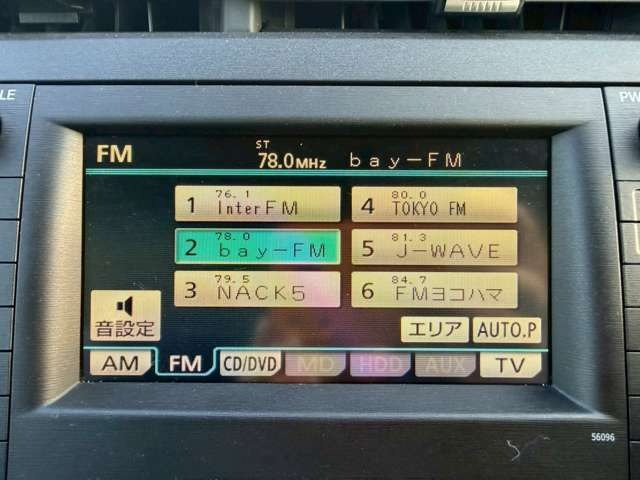 LE
PW
FM ST 78.0MHz bay-FM
1 76.1 InterFM
4 80.0 TOKYO FM
2 78.0 bay-FM
5 81.3 J-WAVE
3 79.5 NACK5
6 84.7 FMヨコハマ
音設定
エリア AUTO.P
AM FM CD/DVD MD HDD AUX TV
56096